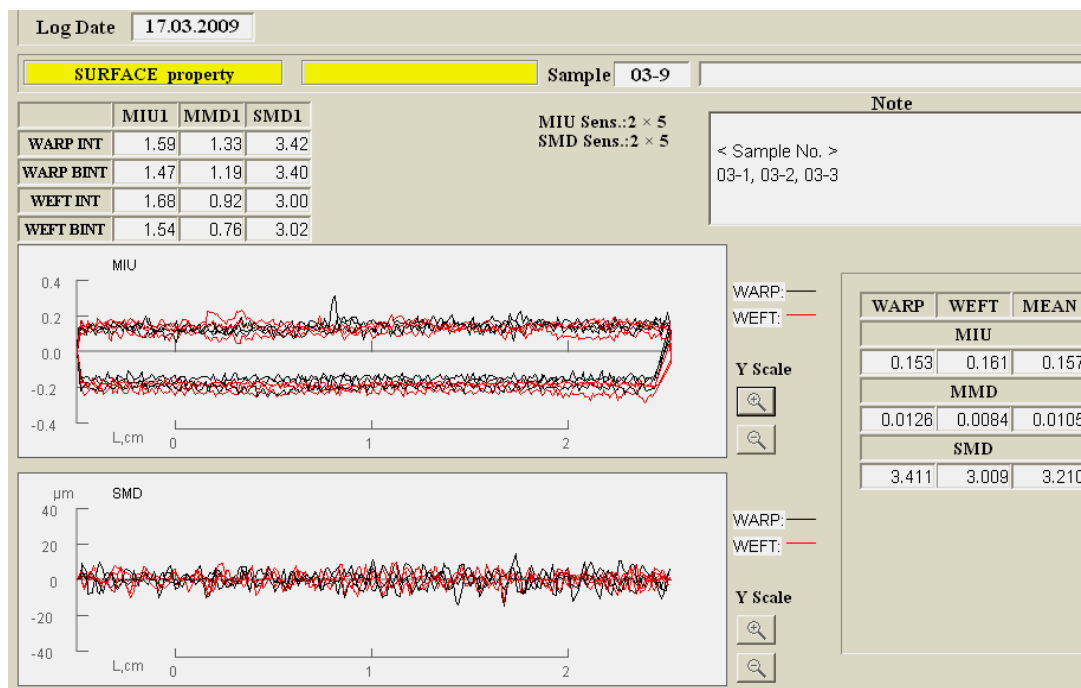 Log Date 17.03.2009
SURFACE property Sample 03-9
Note
MIU1 MMD1 SMD1
WARP INT 1.59 1.33 3.42
WARP BINT 1.47 1.19 3.40
WEFT INT 1.68 0.92 3.00
WEFT BINT 1.54 0.76 3.02
MIU Sens.:2 × 5
SMD Sens.:2 × 5
< Sample No. >
03-1, 03-2, 03-3
MIU
0.4
0.2
0.0
-0.2
-0.4
L,cm 0 1 2
WARP:
WEFT:
Y Scale
WARP WEFT MEAN
MIU
0.153 0.161 0.157
MMD
0.0126 0.0084 0.0105
SMD
3.411 3.009 3.210
µm SMD
40
20
0
-20
-40
L,cm 0 1 2
WARP:
WEFT:
Y Scale